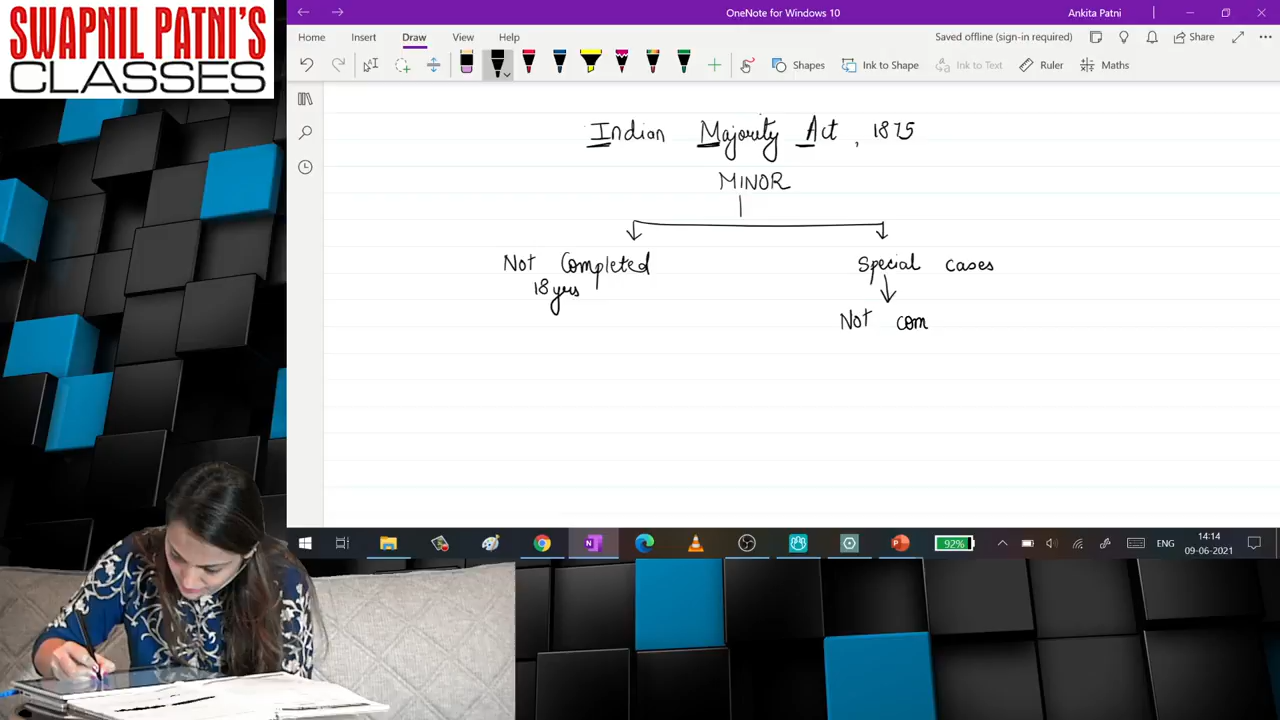 SWAPNIL PATNI'S
CLASSES
OneNote for Windows 10
Ankita Patni
Home Insert Draw View Help
Saved offline (sign-in required)
Share
Shapes
Ink to Shape
Ink to Text
Ruler
Maths
Indian Majority Act, 1875
MINOR
Not Completed
18 yrs
Special cases
Not com
92%
ENG
14:14
09-06-2021